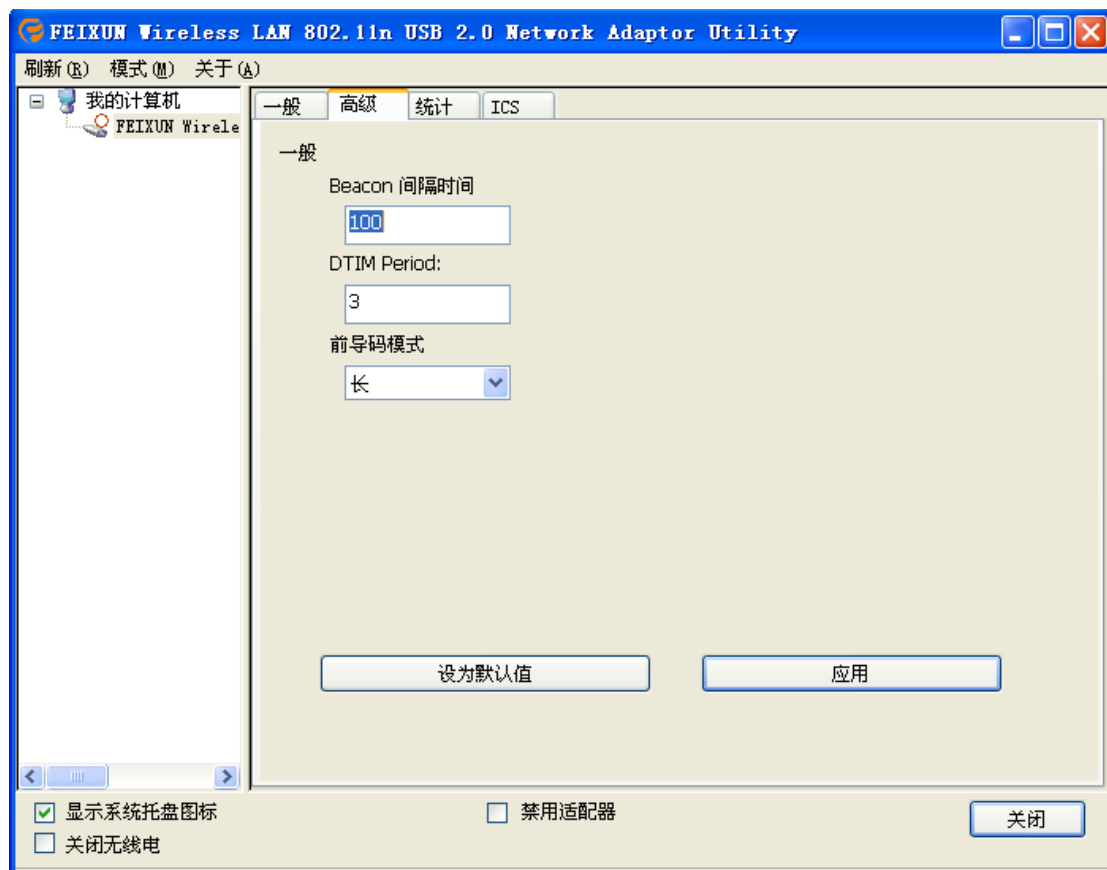 FEIXUN Wireless LAN 802.11n USB 2.0 Network Adaptor Utility
刷新(R) 模式(M) 关于(A)
我的计算机
FEIXUN Wirele
一般 高级 统计 ICS
一般
Beacon 间隔时间
100
DTIM Period:
3
前导码模式
长
设为默认值 应用
显示系统托盘图标 禁用适配器 关闭
关闭无线电